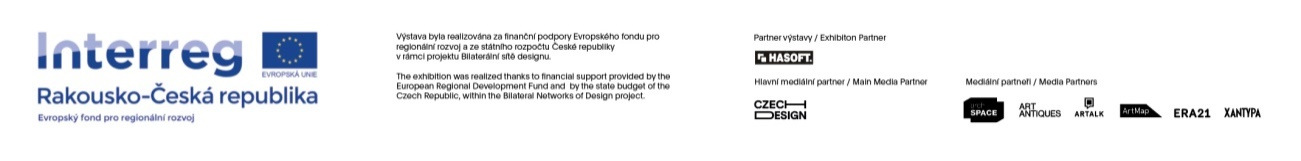 Interreg
EVROPSKÁ UNIE
Rakousko-Česká republika
Evropský fond pro regionální rozvoj
Výstava byla realizována za finanční podpory Evropského fondu pro
regionální rozvoj a ze státního rozpočtu České republiky
v rámci projektu Bilaterální sítě designu.
The exhibition was realized thanks to financial support provided by the
European Regional Development Fund and by the state budget of the
Czech Republic, within the Bilateral Networks of Design project.
Partner výstavy / Exhibiton Partner
HASOFT.
Hlavní mediální partner / Main Media Partner
CZECH
DESIGN
Mediální partneři / Media Partners
SPACE
ART
ANTIQUES
ARTALK
ArtMap
ERA21
XANTYPA